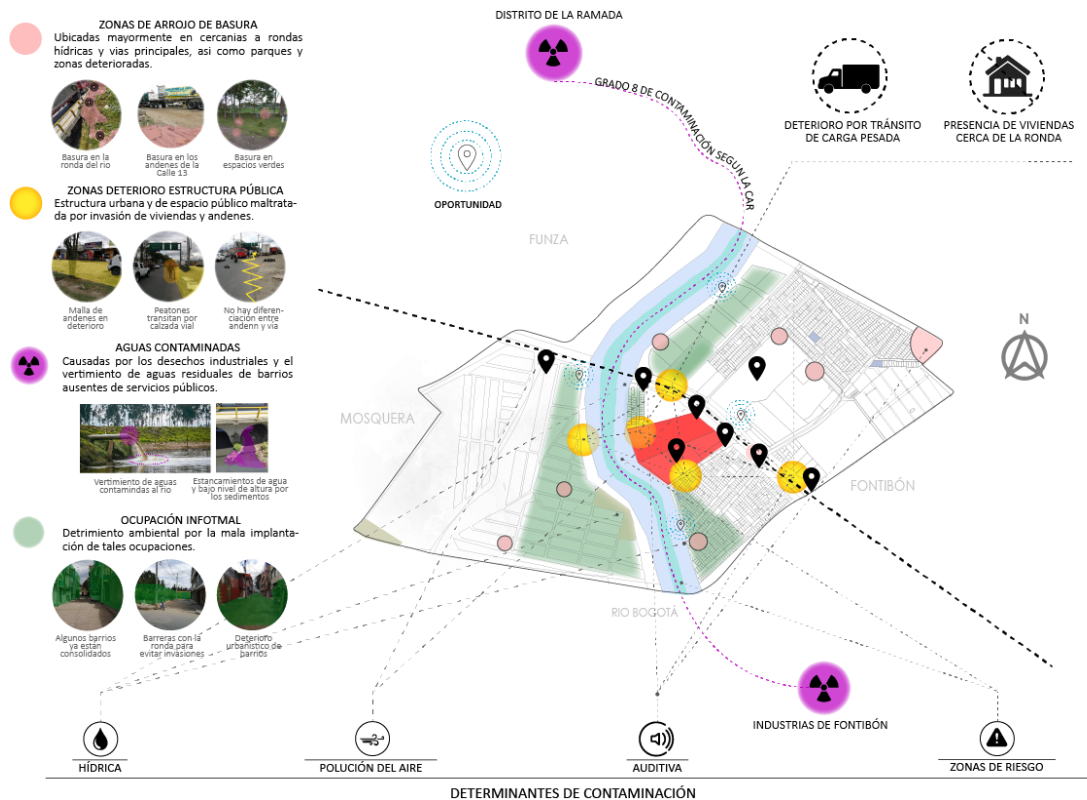 ZONAS DE ARROJO DE BASURA
Ubicadas mayormente en cercanias a rondas
hídricas y vias principales, asi como parques y
zonas deterioradas.
Basura en la
ronda del rio
Basura en los
andenes de la
Calle 13
Basura en
espacios verdes
ZONAS DETERIORO ESTRUCTURA PÚBLICA
Estructura urbana y de espacio público maltrata-
da por invasión de viviendas y andenes.
Malla de
andenes en
deterioro
Peatones
transitan por
calzada vial
No hay diferen-
ciación entre
andenn y via
AGUAS CONTAMINADAS
Causadas por los desechos industriales y el
vertimiento de aguas residuales de barrios
ausentes de servicios públicos.
Vertimiento de aguas
contamindas al rio
Estancamientos de agua
y bajo nivel de altura por
los sedimentos
OCUPACIÓN INFOTMAL
Detrimiento ambiental por la mala implanta-
ción de tales ocupaciones.
Algunos barrios
ya están
consolidados
Barreras con la
ronda para
evitar invasiones
Deterioro
urbanistico de
barrios
DISTRITO DE LA RAMADA
GRADO 8 DE CONTAMINACIÓN SEGUN LA CAR
OPORTUNIDAD
DETERIORO POR TRÁNSITO
DE CARGA PESADA
PRESENCIA DE VIVIENDAS
CERCA DE LA RONDA
FUNZA
N
MOSQUERA
FONTIBÓN
RIO BOGOTÁ
INDUSTRIAS DE FONTIBÓN
HÍDRICA
POLUCIÓN DEL AIRE
AUDITIVA
ZONAS DE RIESGO
DETERMINANTES DE CONTAMINACIÓN